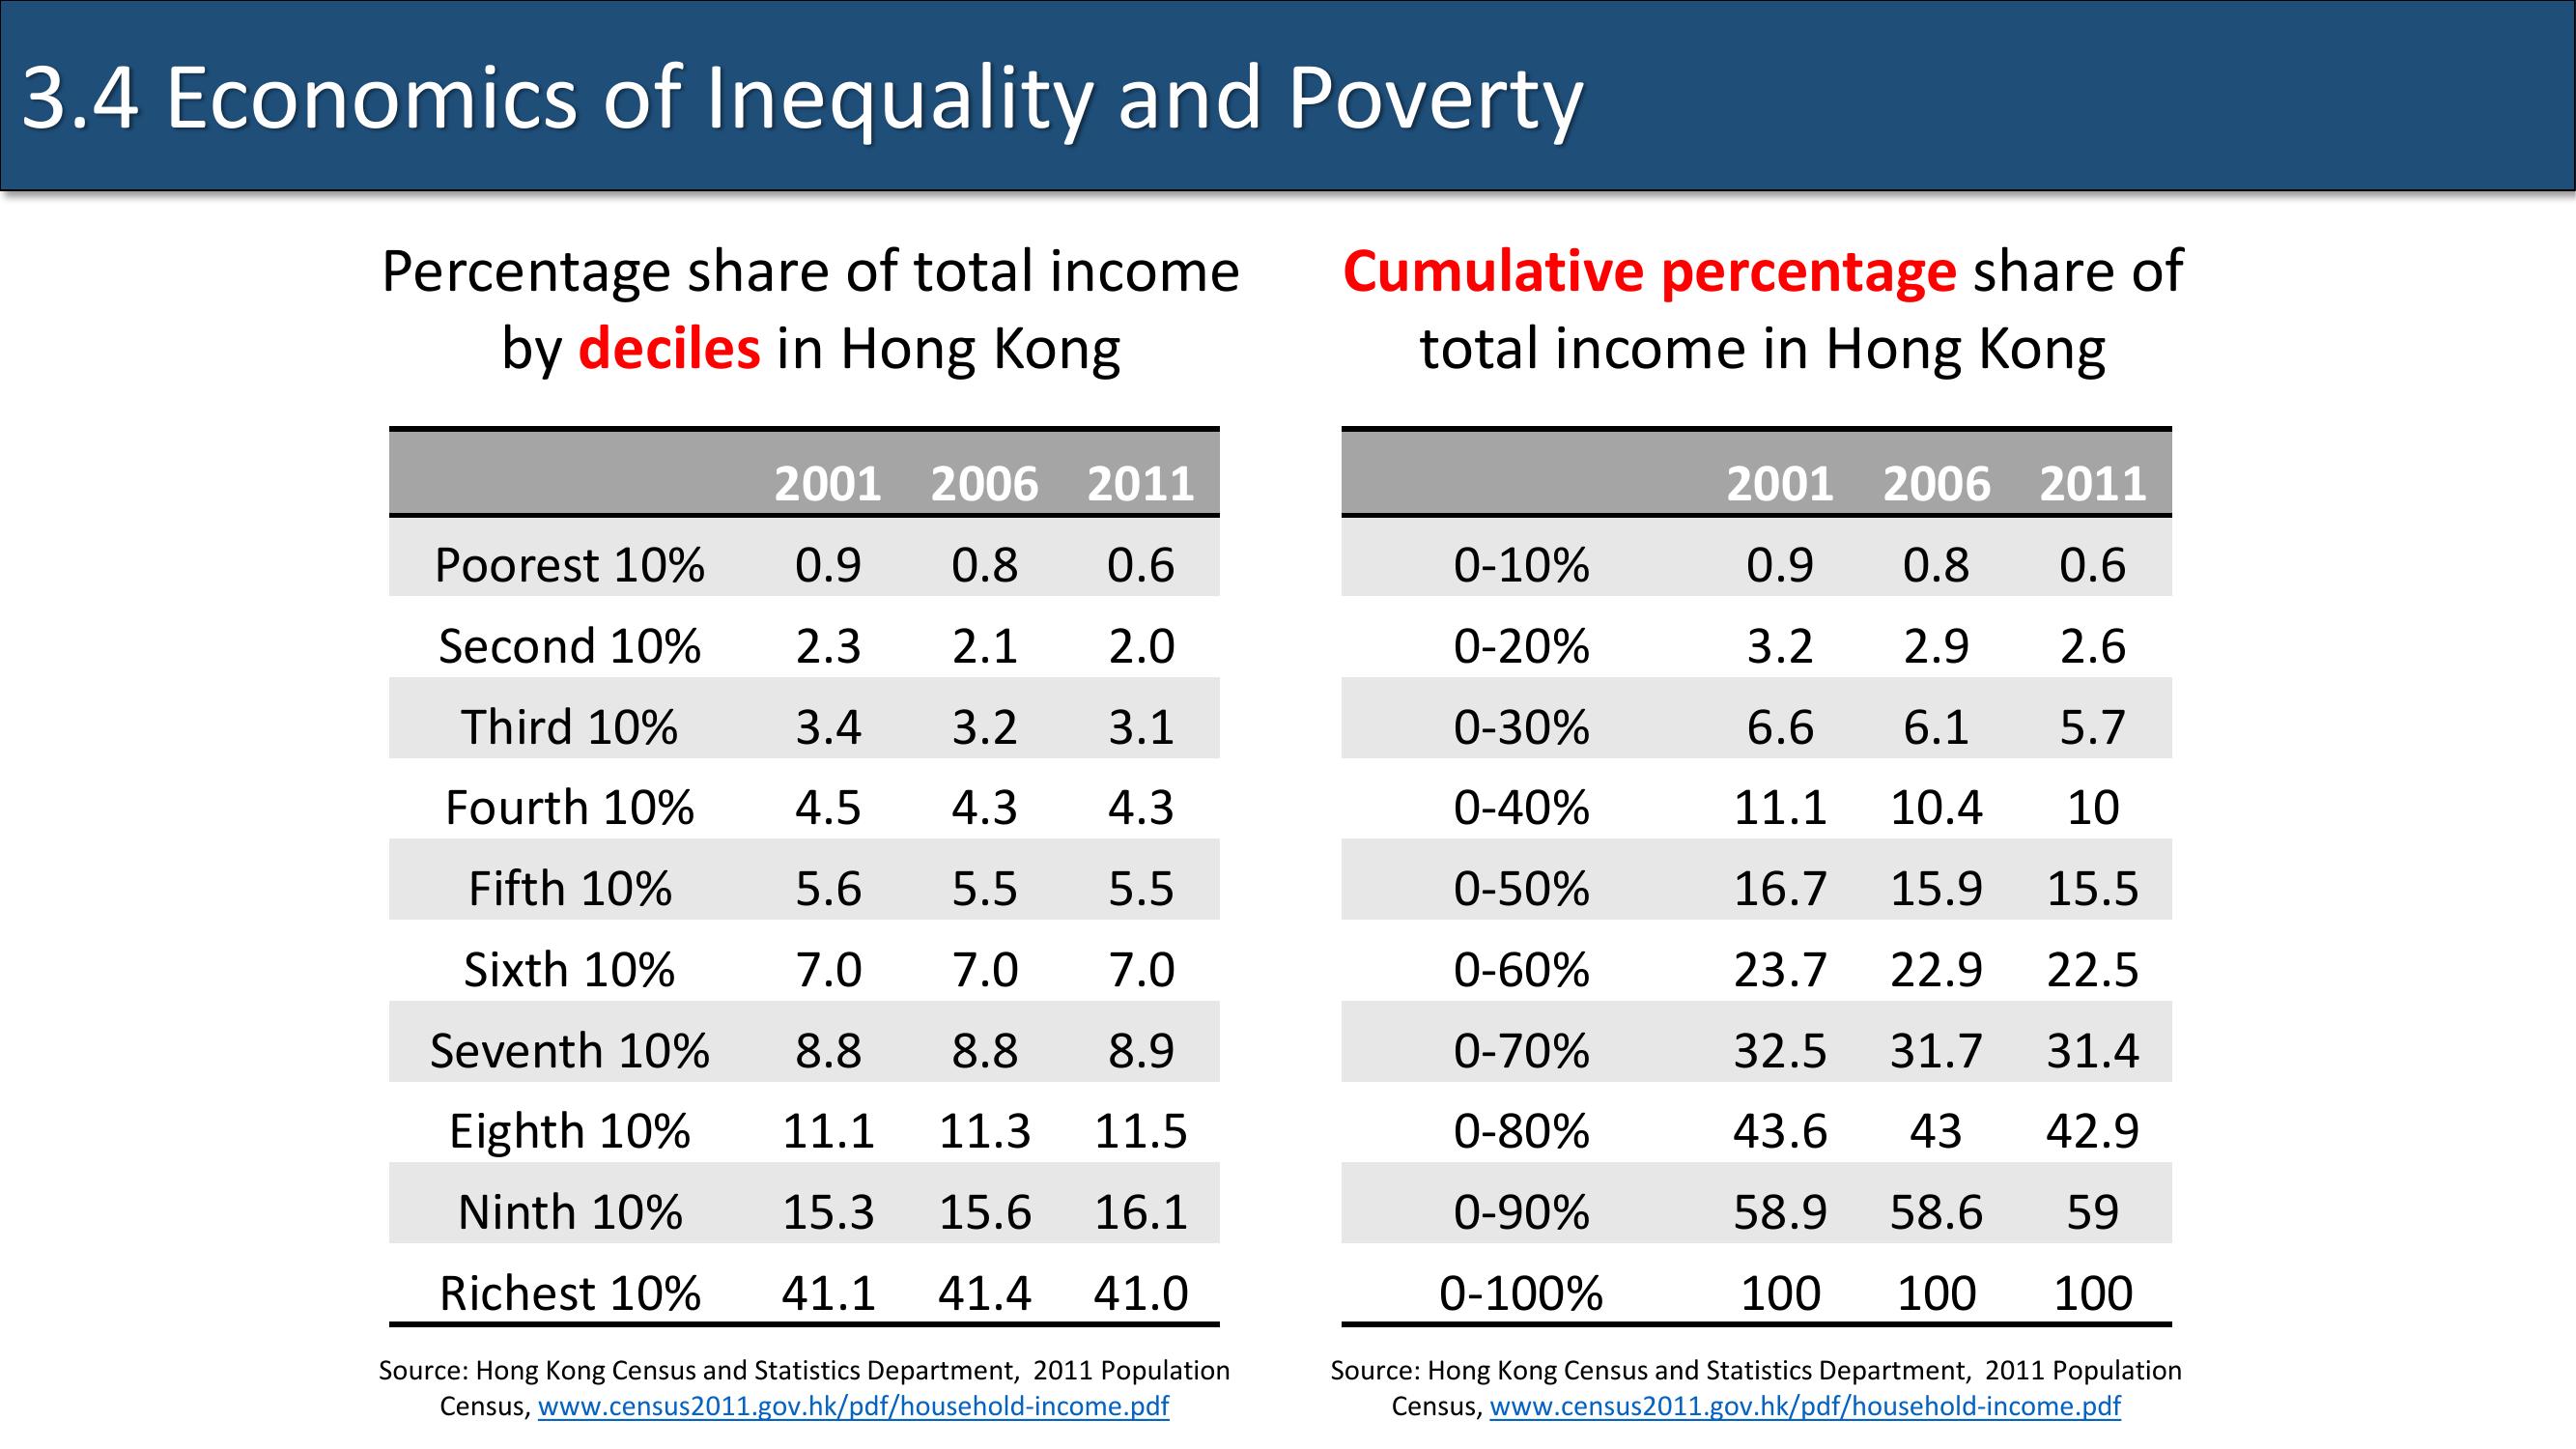 3.4 Economics of Inequality and Poverty
Percentage share of total income
by deciles in Hong Kong
2001 2006 2011
Poorest 10% 0.9 0.8 0.6
Second 10% 2.3 2.1 2.0
Third 10% 3.4 3.2 3.1
Fourth 10% 4.5 4.3 4.3
Fifth 10% 5.6 5.5 5.5
Sixth 10% 7.0 7.0 7.0
Seventh 10% 8.8 8.8 8.9
Eighth 10% 11.1 11.3 11.5
Ninth 10% 15.3 15.6 16.1
Richest 10% 41.1 41.4 41.0
Source: Hong Kong Census and Statistics Department, 2011 Population
Census, www.census2011.gov.hk/pdf/household-income.pdf
Cumulative percentage share of
total income in Hong Kong
2001 2006 2011
0-10% 0.9 0.8 0.6
0-20% 3.2 2.9 2.6
0-30% 6.6 6.1 5.7
0-40% 11.1 10.4 10
0-50% 16.7 15.9 15.5
0-60% 23.7 22.9 22.5
0-70% 32.5 31.7 31.4
0-80% 43.6 43 42.9
0-90% 58.9 58.6 59
0-100% 100 100 100
Source: Hong Kong Census and Statistics Department, 2011 Population
Census, www.census2011.gov.hk/pdf/household-income.pdf